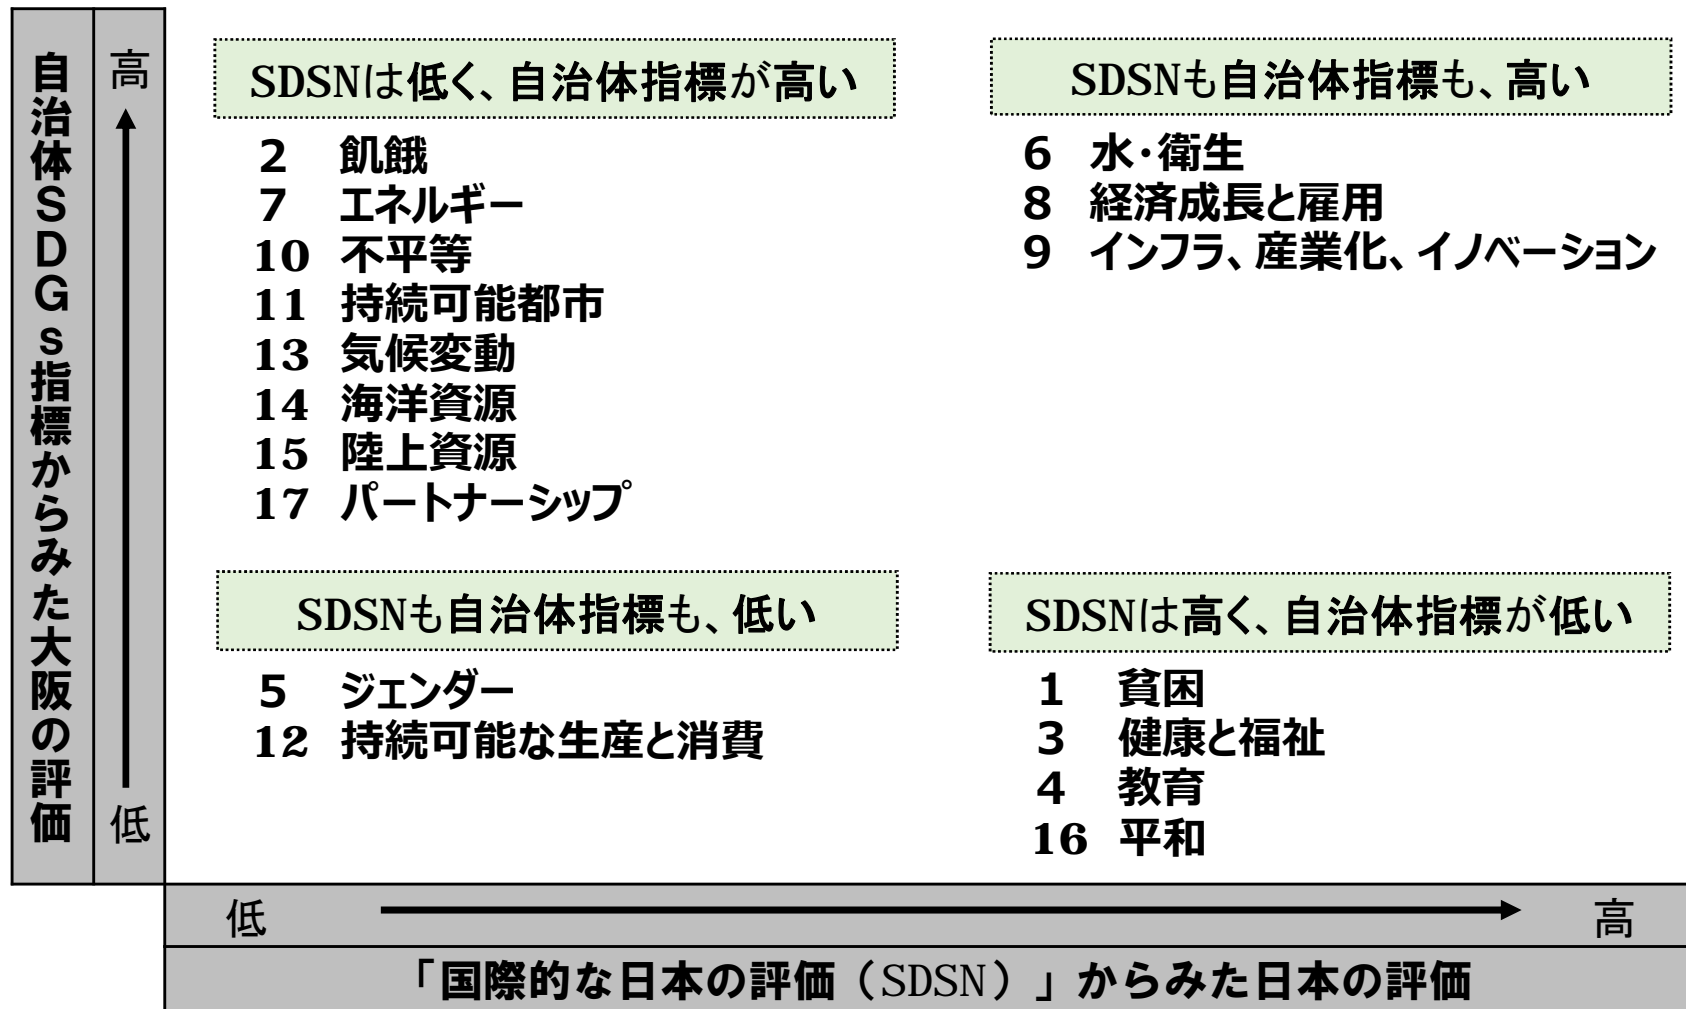 自治体SDGs指標からみた大阪の評価
高
低
SDSNは低く、自治体指標が高い
2 飢餓
7 エネルギー
10 不平等
11 持続可能都市
13 気候変動
14 海洋資源
15 陸上資源
17 パートナーシップ
SDSNも自治体指標も、高い
6 水・衛生
8 経済成長と雇用
9 インフラ、産業化、イノベーション
SDSNも自治体指標も、低い
5 ジェンダー
12 持続可能な生産と消費
SDSNは高く、自治体指標が低い
1 貧困
3 健康と福祉
4 教育
16 平和
低 高
「国際的な日本の評価（SDSN）」からみた日本の評価